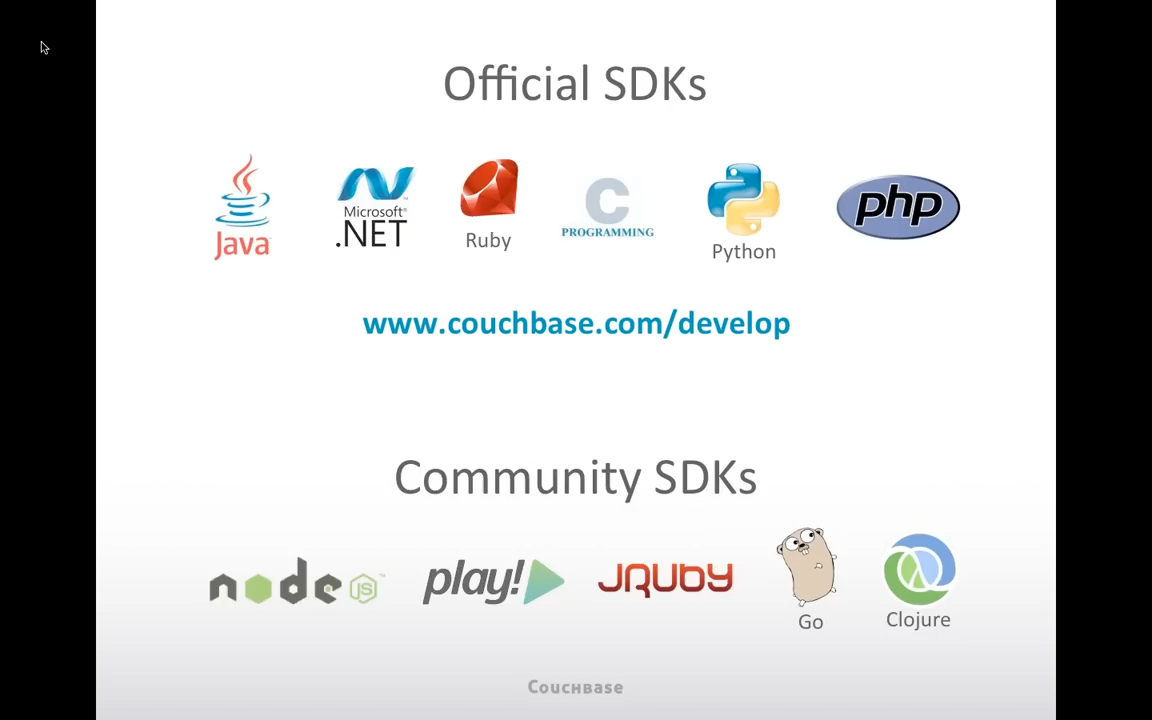 Official SDKs
Java
Microsoft®
.NET
Ruby
C
PROGRAMMING
Python
php
www.couchbase.com/develop
Community SDKs
node
JS™
play!
JRuby
Go
Clojure
Couchbase